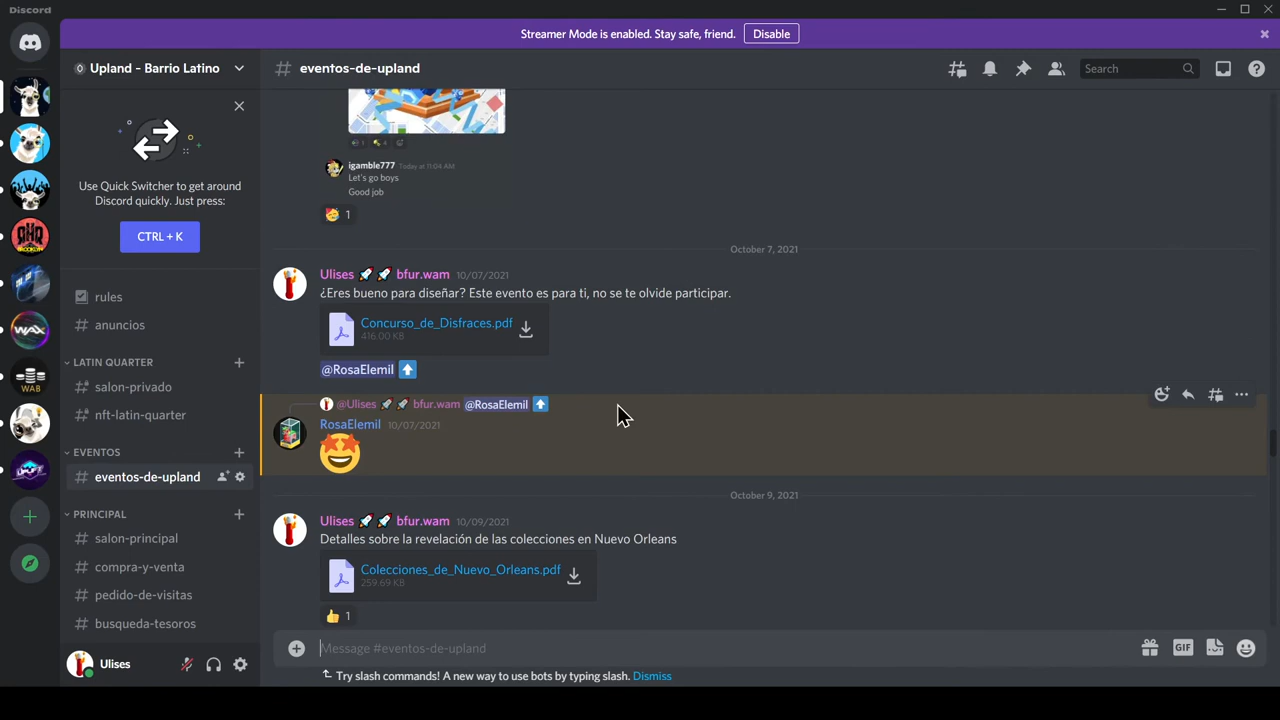 Discord
Streamer Mode is enabled. Stay safe, friend.
Disable
Upland - Barrio Latino
eventos-de-upland
Search
Use Quick Switcher to get around
Discord quickly. Just press:
CTRL + K
rules
anuncios
LATIN QUARTER
salon-privado
nft-latin-quarter
EVENTOS
eventos-de-upland
PRINCIPAL
salon-principal
compra-y-venta
pedido-de-visitas
busqueda-tesoros
Ulises
WAX
WAB
igamble777 Today at 11:04 AM
Let's go boys
Good job
1
October 7, 2021
Ulises bfur.wam 10/07/2021
¿Eres bueno para diseñar? Este evento es para ti, no se te olvide participar.
Concurso_de_Disfraces.pdf
416.00 KB
@RosaElemil
@Ulises bfur.wam @RosaElemil
RosaElemil 10/07/2021
October 9, 2021
Ulises bfur.wam 10/09/2021
Detalles sobre la revelación de las colecciones en Nuevo Orleans
Colecciones_de_Nuevo_Orleans.pdf
259.69 KB
1
Message #eventos-de-upland
GIF
Try slash commands! A new way to use bots by typing slash. Dismiss